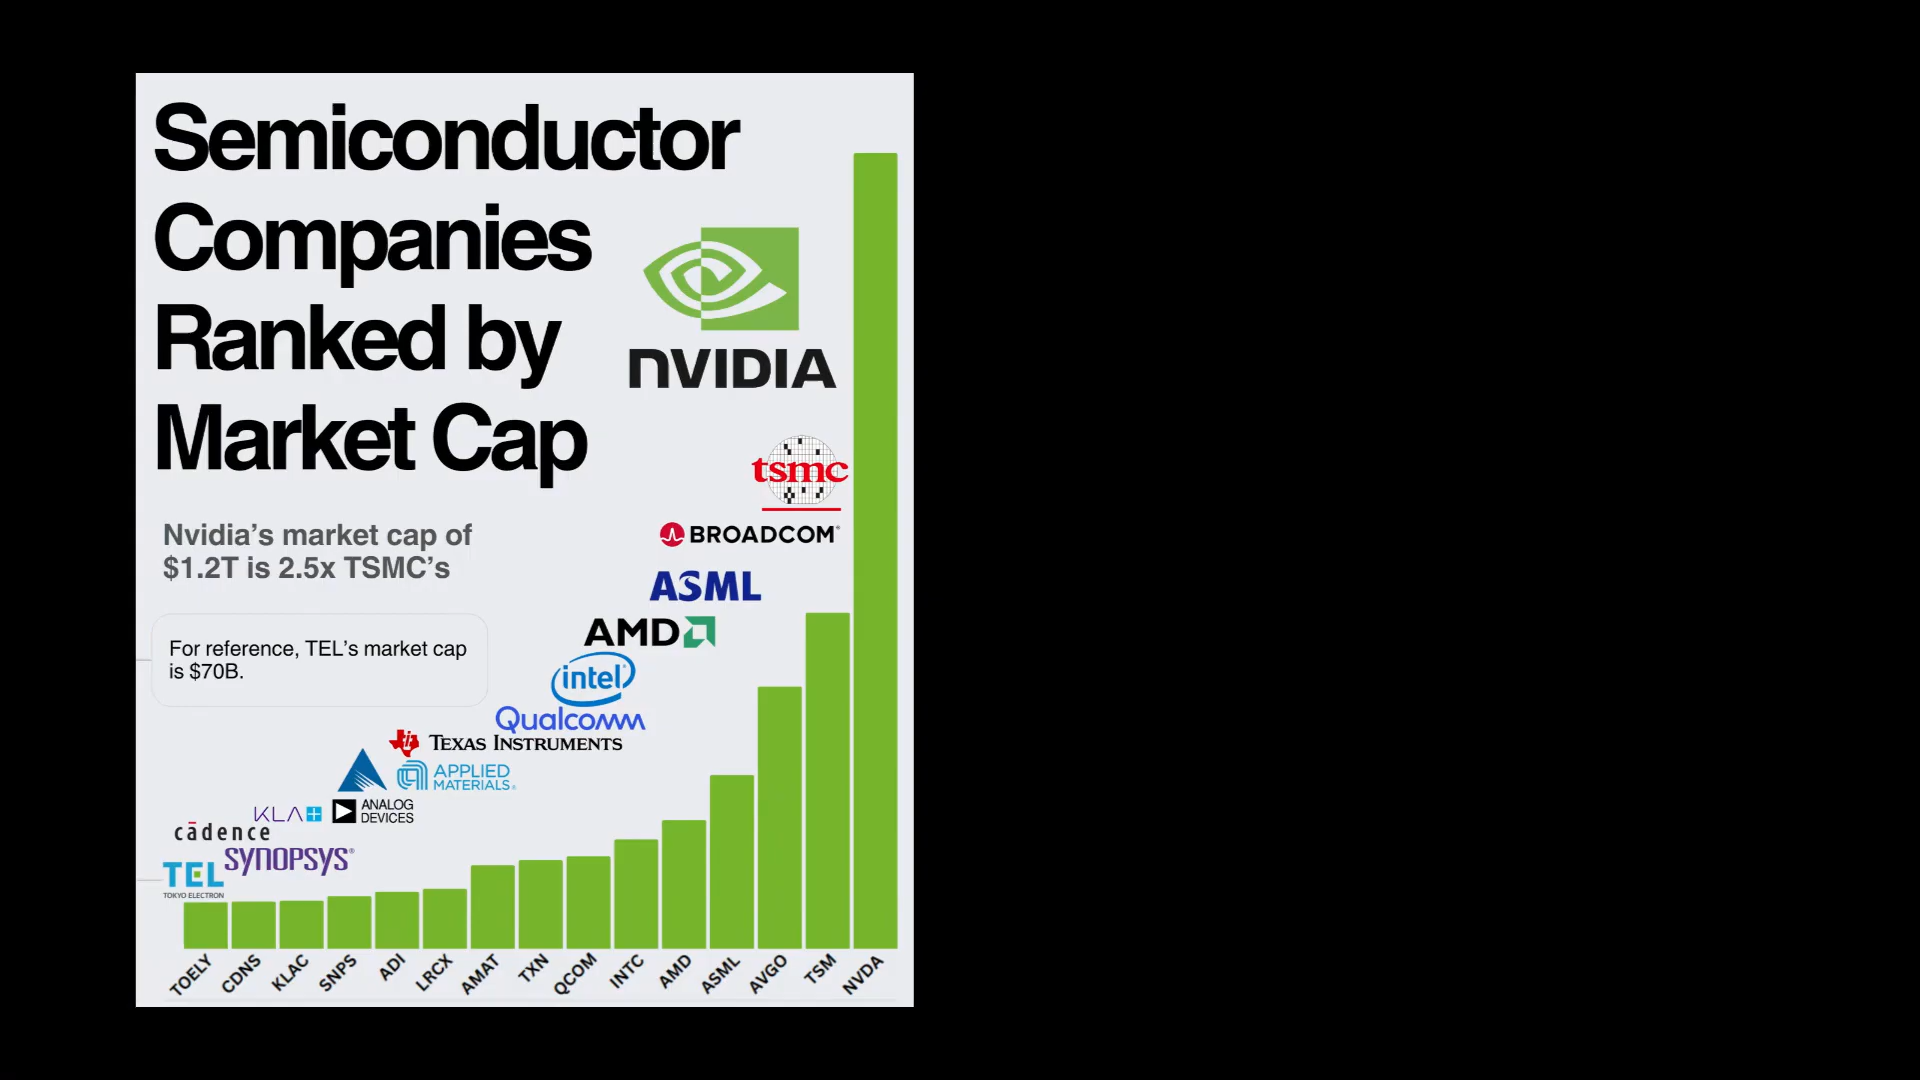 Semiconductor
Companies
Ranked by
Market Cap
NVIDIA
tsmc
BROADCOM
ASML
Nvidia’s market cap of
$1.2T is 2.5x TSMC’s
AMD
For reference, TEL’s market cap
is $70B.
intel
Qualcomm
TEXAS INSTRUMENTS
APPLIED
MATERIALS
KLA+
ANALOG
DEVICES
cādence
SYNOPSYS®
TEL
TOKYO ELECTRON
TOELY CDNS KLAC SNPS ADI LRCX AMAT TXN QCOM INTC AMD ASML AVGO TSM NVDA